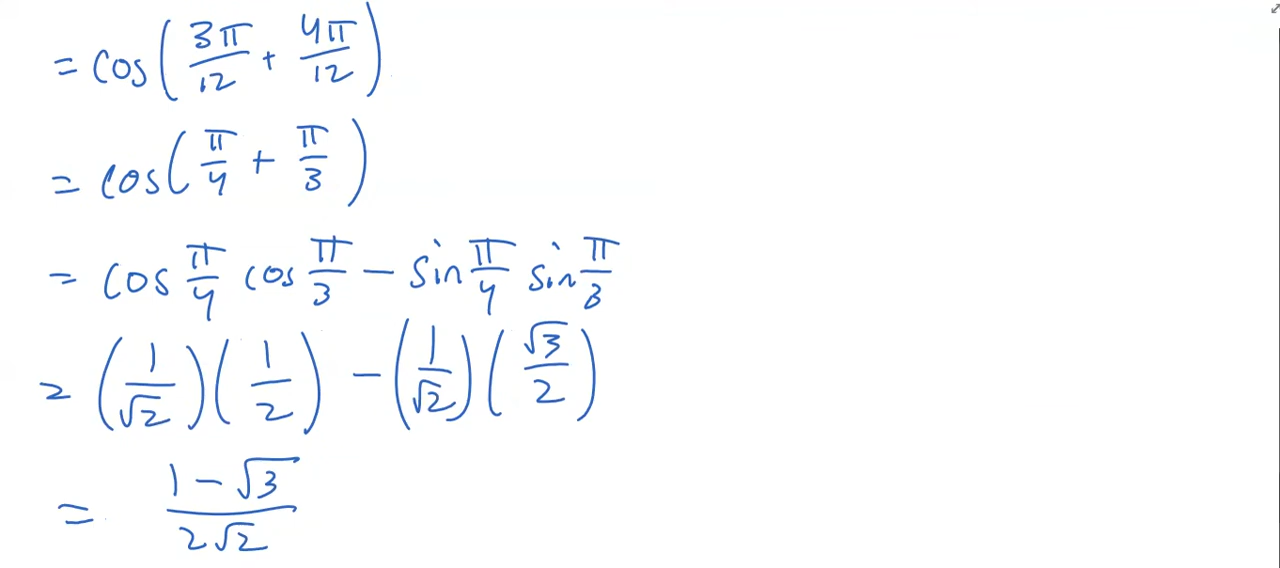 = cos(3π/12 + 4π/12)
= cos(π/4 + π/3)
= cos π/4 cos π/3 − sin π/4 sin π/3
= (1/√2)(1/2) − (1/√2)(√3/2)
= (1 − √3)/(2√2)